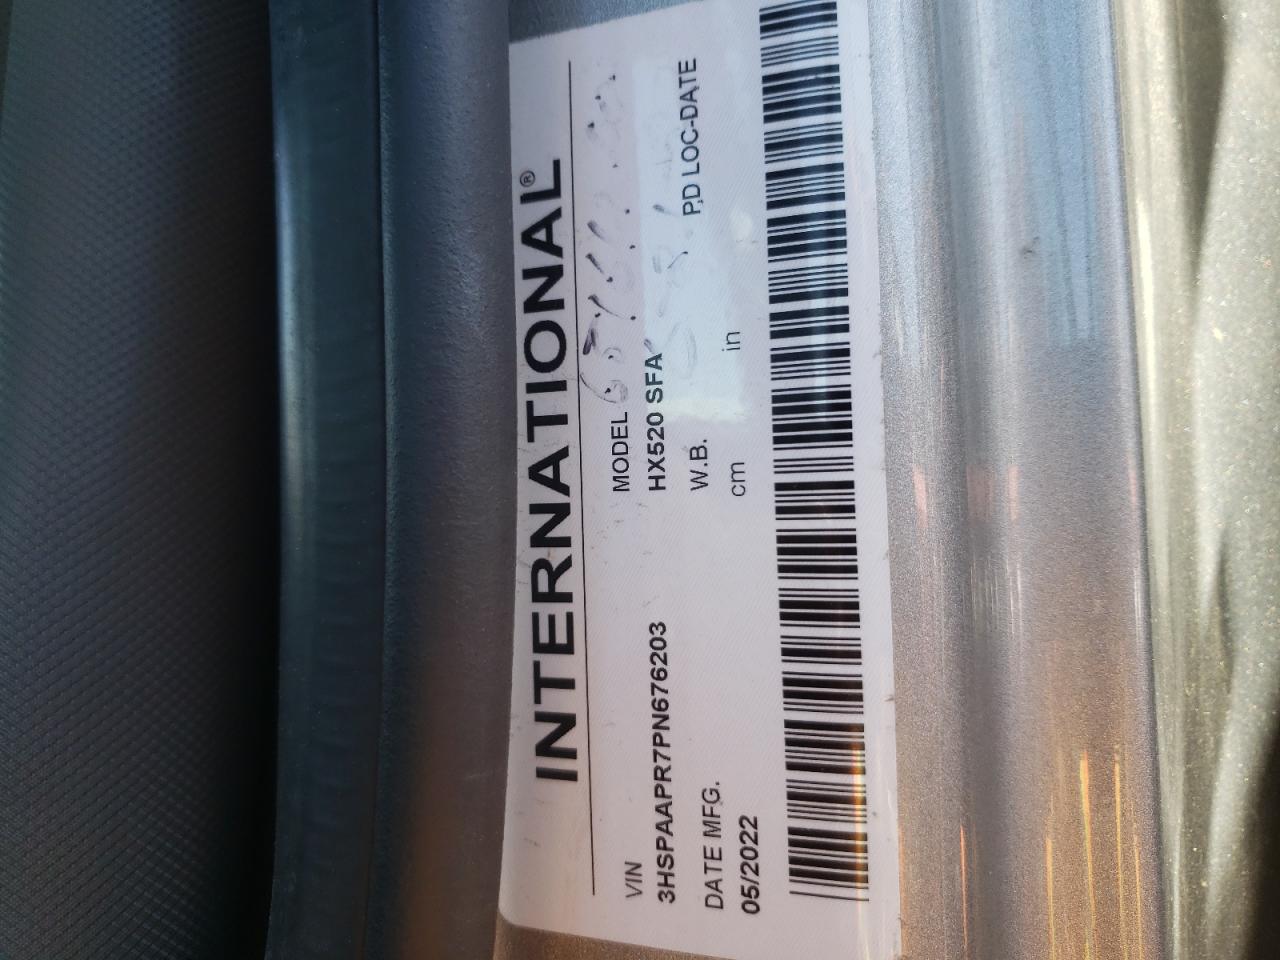 INTERNATIONAL®
VIN
3HSPAAPR7PN676203
MODEL
HX520 SFA
DATE MFG.
05/2022
W.B.
cm in
P,D LOC-DATE